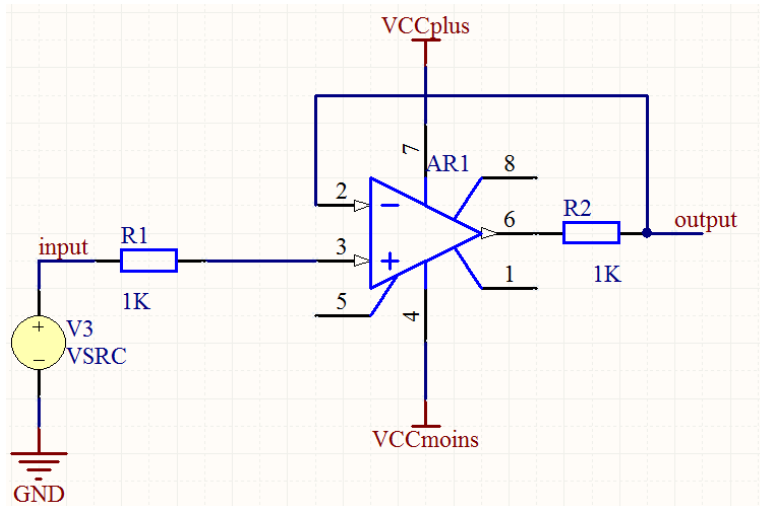 VCCplus
7
AR1
8
2
6
R2
output
input
R1
3
1K
1
1K
5
4
V3
VSRC
VCCmoins
GND